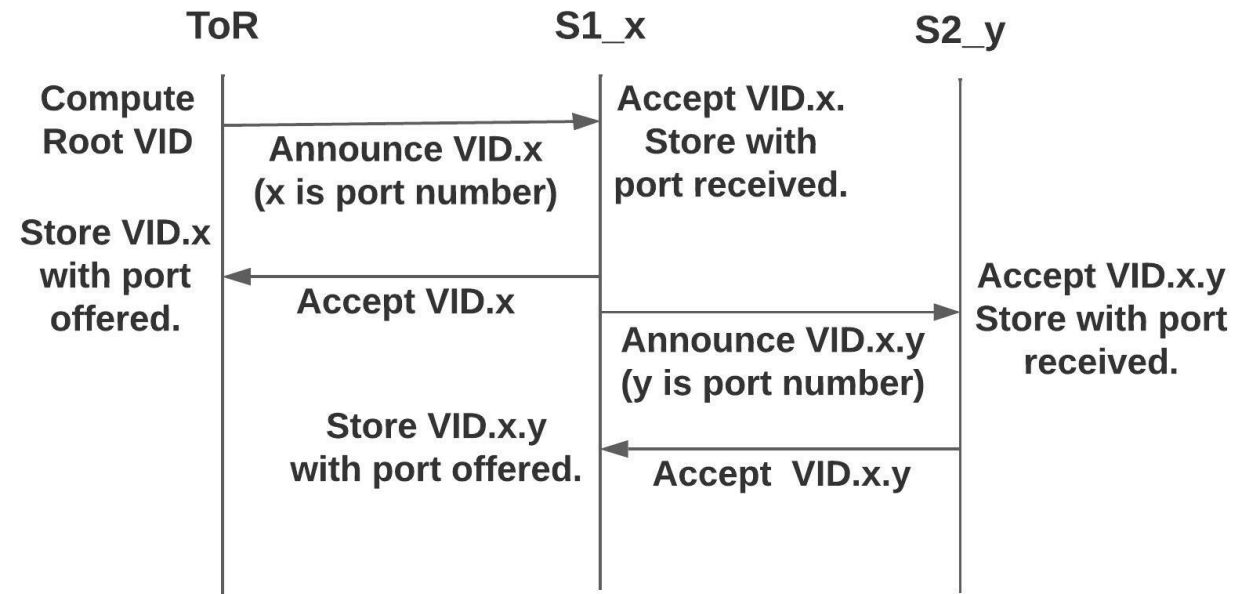 ToR
S1_x
S2_y
Compute
Root VID
Announce VID.x
(x is port number)
Accept VID.x.
Store with
port received.
Store VID.x
with port
offered.
Accept VID.x
Announce VID.x.y
(y is port number)
Accept VID.x.y
Store with port
received.
Store VID.x.y
with port offered.
Accept  VID.x.y